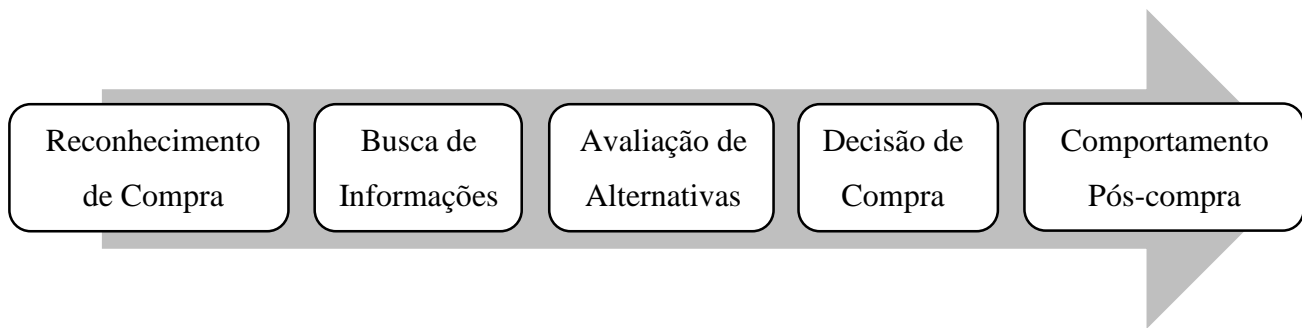 Reconhecimento
de Compra
Busca de
Informações
Avaliação de
Alternativas
Decisão de
Compra
Comportamento
Pós-compra